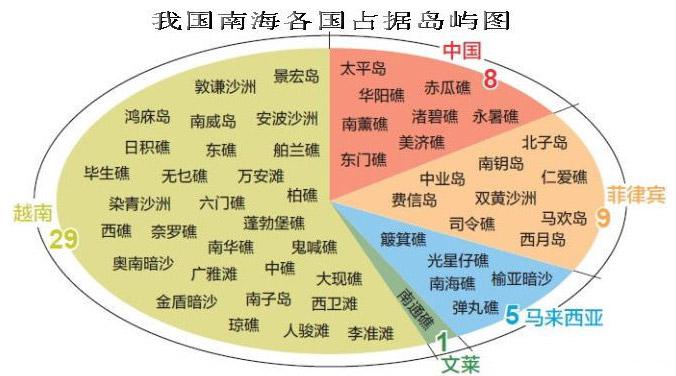 我国南海各国占据岛屿图
中国
8
太平岛
华阳礁
赤瓜礁
南薰礁
渚碧礁
永暑礁
美济礁
东门礁
菲律宾
9
北子岛
南钥岛
仁爱礁
中业岛
费信岛
双黄沙洲
司令礁
马欢岛
西月岛
5 马来西亚
簸箕礁
光星仔礁
南海礁
榆亚暗沙
弹丸礁
1
文莱
南通礁
越南
29
景宏岛
敦谦沙洲
鸿庥岛
南威岛
安波沙洲
日积礁
东礁
舶兰礁
毕生礁
无乜礁
万安滩
柏礁
染青沙洲
六门礁
蓬勃堡礁
西礁
奈罗礁
南华礁
鬼喊礁
奥南暗沙
广雅滩
中礁
大现礁
金盾暗沙
南子岛
西卫滩
琼礁
人骏滩
李准滩